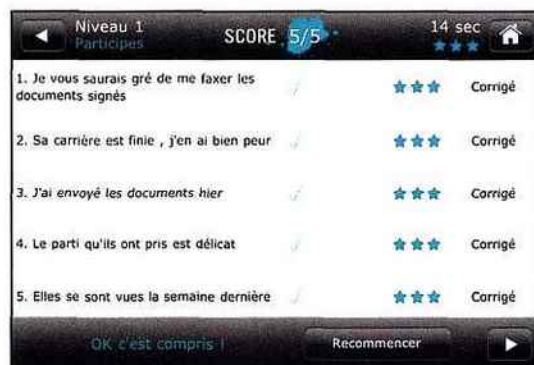 Niveau 1
Participes
SCORE 5/5
14 sec
1. Je vous saurais gré de me faxer les
documents signés
Corrigé
2. Sa carrière est finie , j'en ai bien peur
Corrigé
3. J'ai envoyé les documents hier
Corrigé
4. Le parti qu'ils ont pris est délicat
Corrigé
5. Elles se sont vues la semaine dernière
Corrigé
OK c'est compris !
Recommencer